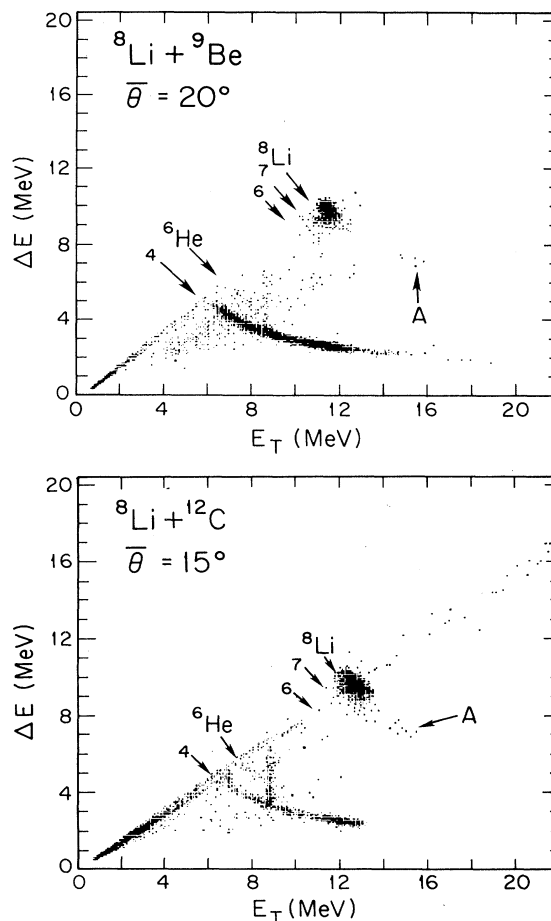 20
⁸Li + ⁹Be
θ̅ = 20°
16
12
8
4
0
ΔE (MeV)
⁸Li
7
6
⁶He
4
A
0 4 8 12 16 20
E_T (MeV)
20
⁸Li + ¹²C
θ̅ = 15°
16
12
8
4
0
ΔE (MeV)
⁸Li
7
6
⁶He
4
A
0 4 8 12 16 20
E_T (MeV)